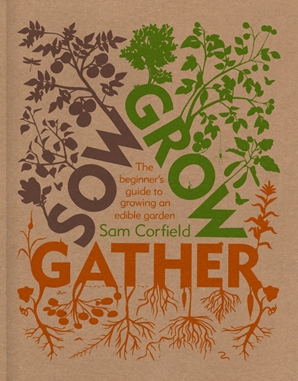 SOW
GROW
The
beginner's
guide to
growing an
edible garden
Sam Corfield
GATHER